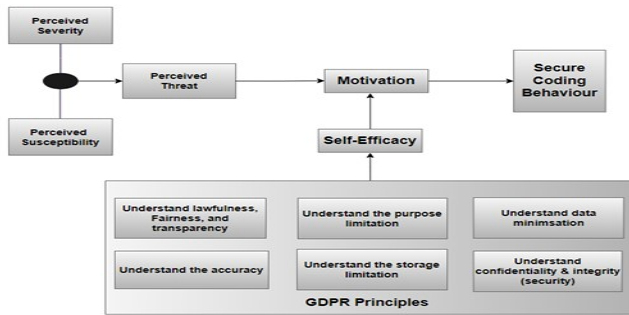 Perceived
Severity
Perceived
Threat
Motivation
Secure
Coding
Behaviour
Perceived
Susceptibility
Self-Efficacy
Understand lawfulness,
Fairness, and
transparency
Understand the purpose
limitation
Understand data
minimsation
Understand the accuracy
Understand the storage
limitation
Understand
confidentiality & integrity
(security)
GDPR Principles